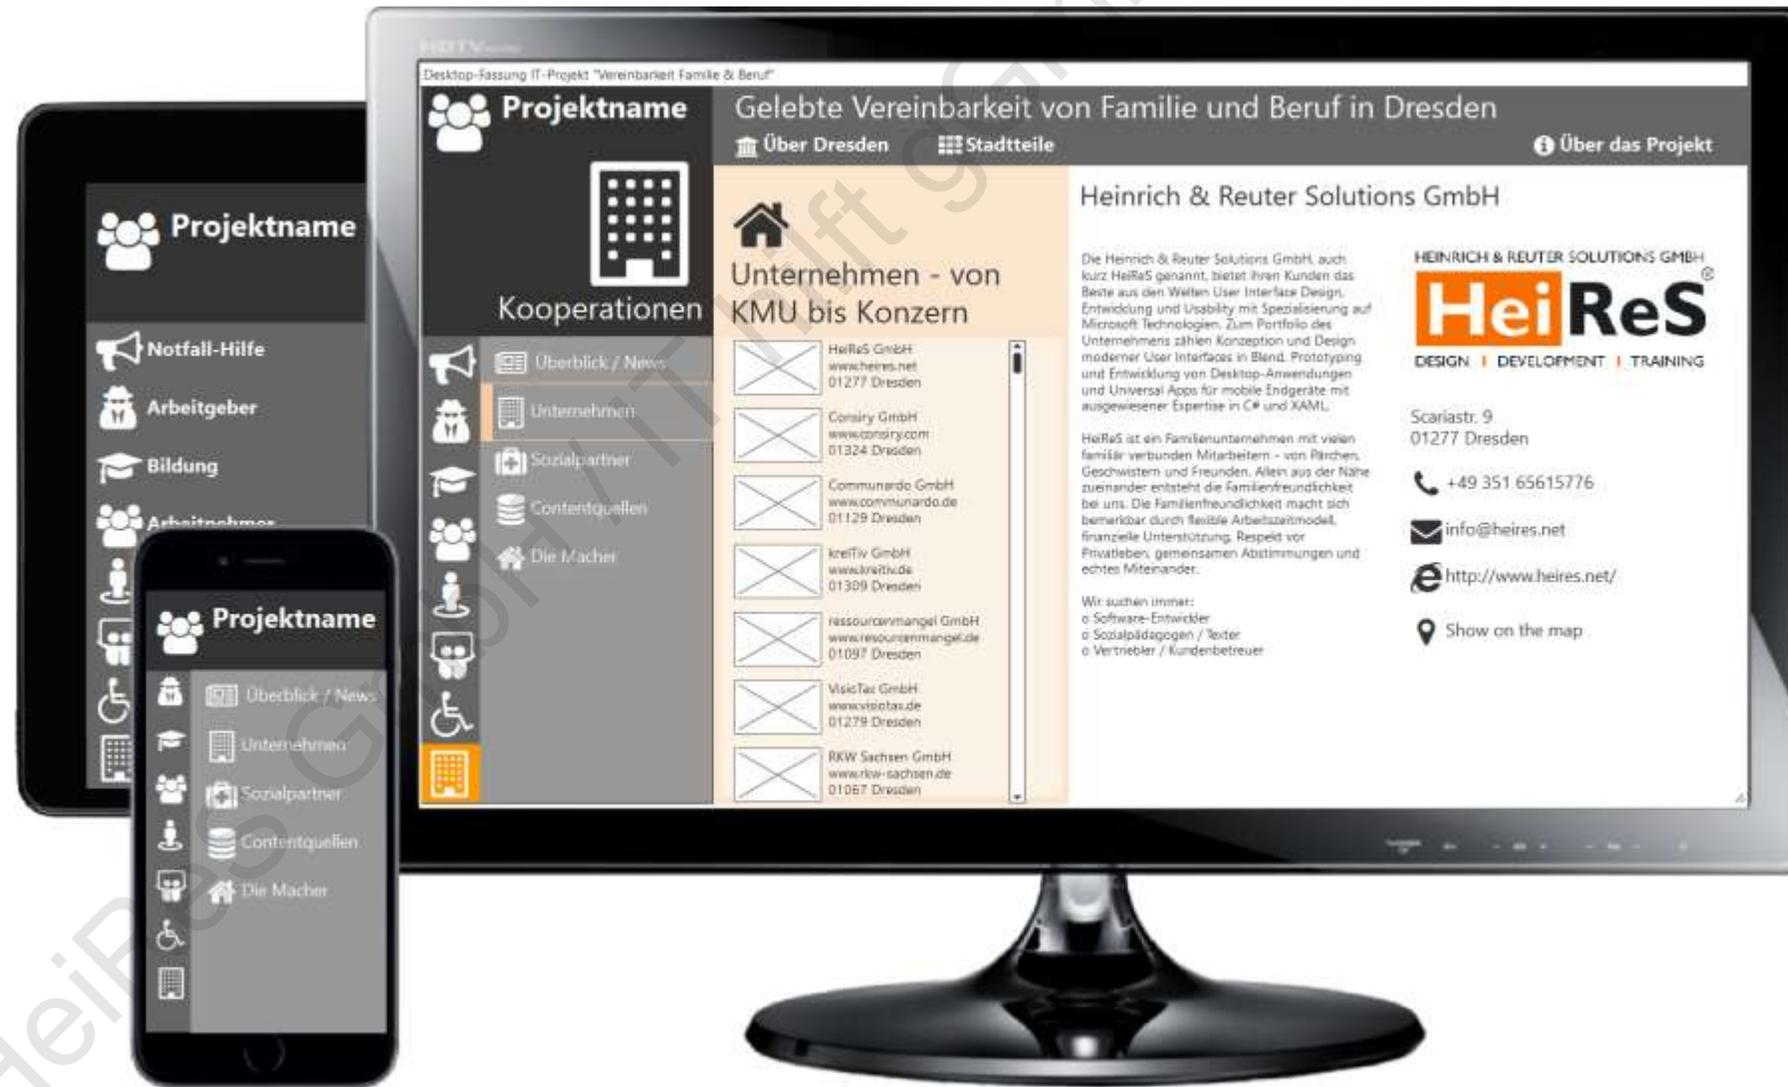 HDTV
Desktop-Fassung IT-Projekt "Vereinbarkeit Familie & Beruf"
Projektname
Gelebte Vereinbarkeit von Familie und Beruf in Dresden
Über Dresden
Stadtteile
Über das Projekt
Kooperationen
Überblick / News
Unternehmen
Sozialpartner
Contentquellen
Die Macher
Unternehmen - von
KMU bis Konzern
HeiReS GmbH
www.heires.net
01277 Dresden
Consiry GmbH
www.consiry.com
01324 Dresden
Communardo GmbH
www.communardo.de
01129 Dresden
kreiTiv GmbH
www.kreitiv.de
01309 Dresden
ressourcenmangel GmbH
www.resourcenmangel.de
01097 Dresden
VisioTax GmbH
www.visiotax.de
01279 Dresden
RKW Sachsen GmbH
www.rkw-sachsen.de
01067 Dresden
Heinrich & Reuter Solutions GmbH
Die Heinrich & Reuter Solutions GmbH, auch
kurz HeiReS genannt, bietet ihren Kunden das
Beste aus den Welten User Interface Design,
Entwicklung und Usability mit Spezialisierung auf
Microsoft Technologien. Zum Portfolio des
Unternehmens zählen Konzeption und Design
moderner User Interfaces in Blend. Prototyping
und Entwicklung von Desktop-Anwendungen
und Universal Apps für mobile Endgeräte mit
ausgewiesener Expertise in C# und XAML.
HeiReS ist ein Familienunternehmen mit vielen
familiär verbunden Mitarbeitern - von Pärchen,
Geschwistern und Freunden. Allein aus der Nähe
zueinander entsteht die Familienfreundlichkeit
bei uns. Die Familienfreundlichkeit macht sich
bemerkbar durch flexible Arbeitszeitmodell,
finanzielle Unterstützung, Respekt vor
Privatleben, gemeinsamen Abstimmungen und
echtes Miteinander.
Wir suchen immer:
o Software-Entwickler
o Sozialpädagogen / Texter
o Vertriebler / Kundenbetreuer
HEINRICH & REUTER SOLUTIONS GMBH
HeiReS®
DESIGN | DEVELOPMENT | TRAINING
Scariastr. 9
01277 Dresden
+49 351 65615776
info@heires.net
http://www.heires.net/
Show on the map
Projektname
Notfall-Hilfe
Arbeitgeber
Bildung
Arbeitnehmer
Projektname
Überblick / News
Unternehmen
Sozialpartner
Contentquellen
Die Macher
HeiRes GmbH / IThilft gGm